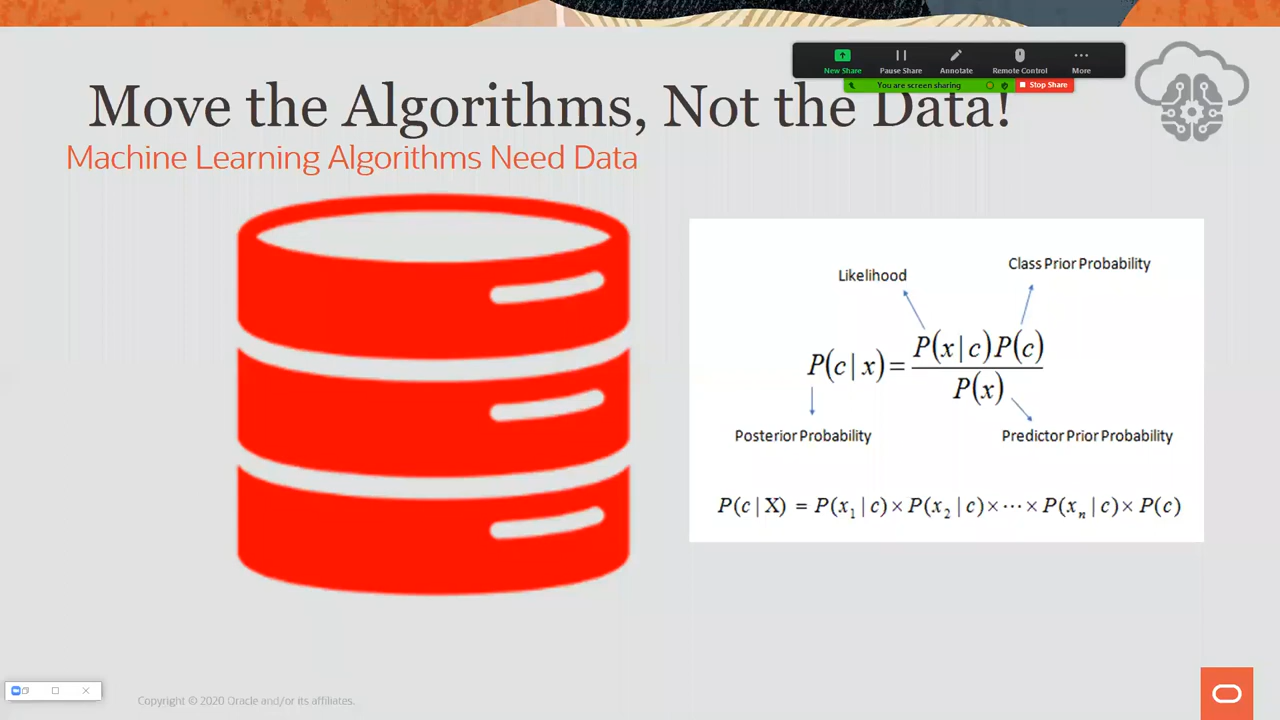 New Share Pause Share Annotate Remote Control More
You are screen sharing Stop Share
Move the Algorithms, Not the Data!
Machine Learning Algorithms Need Data
Class Prior Probability
Likelihood
P(c | x) = P(x | c) P(c) / P(x)
Posterior Probability
Predictor Prior Probability
P(c | X) = P(x₁ | c) × P(x₂ | c) × ⋯ × P(xₙ | c) × P(c)
Copyright © 2020 Oracle and/or its affiliates.